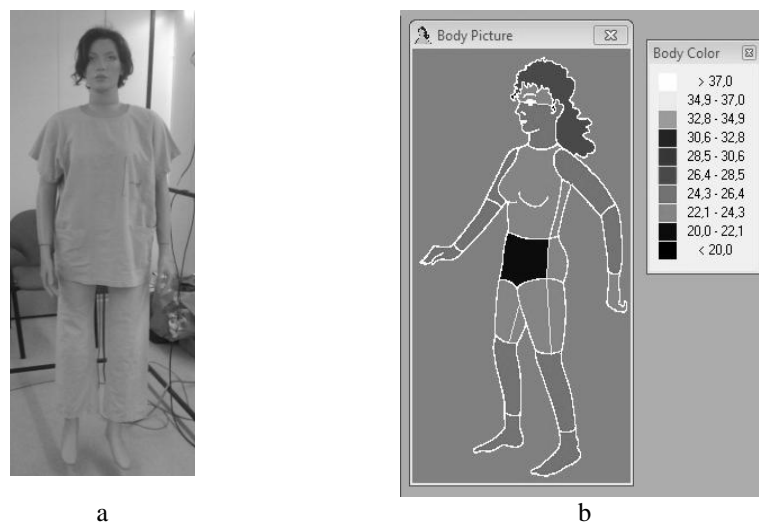 Body Picture
Body Color
> 37,0
34,9 - 37,0
32,8 - 34,9
30,6 - 32,8
28,5 - 30,6
26,4 - 28,5
24,3 - 26,4
22,1 - 24,3
20,0 - 22,1
< 20,0
a
b